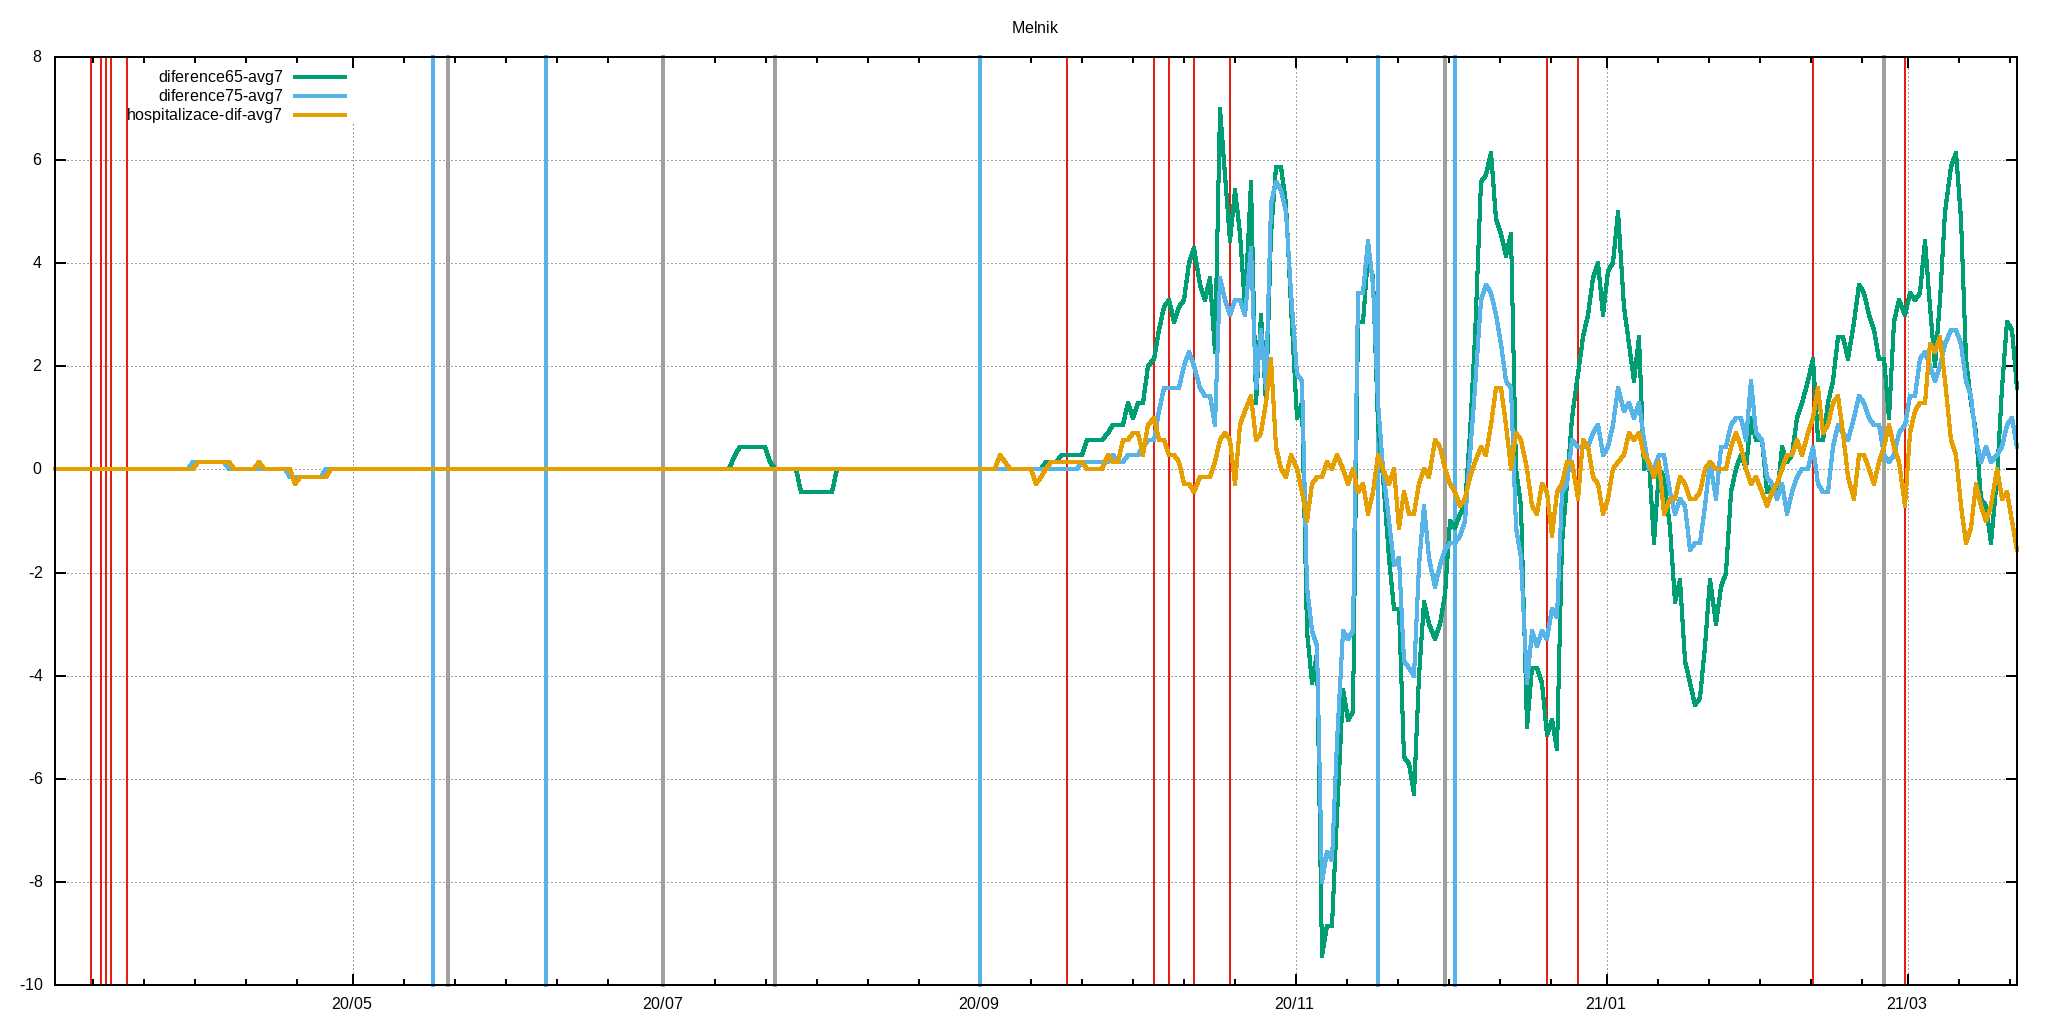 Melnik
diference65-avg7
diference75-avg7
hospitalizace-dif-avg7
8
6
4
2
0
-2
-4
-6
-8
-10
20/05 20/07 20/09 20/11 21/01 21/03